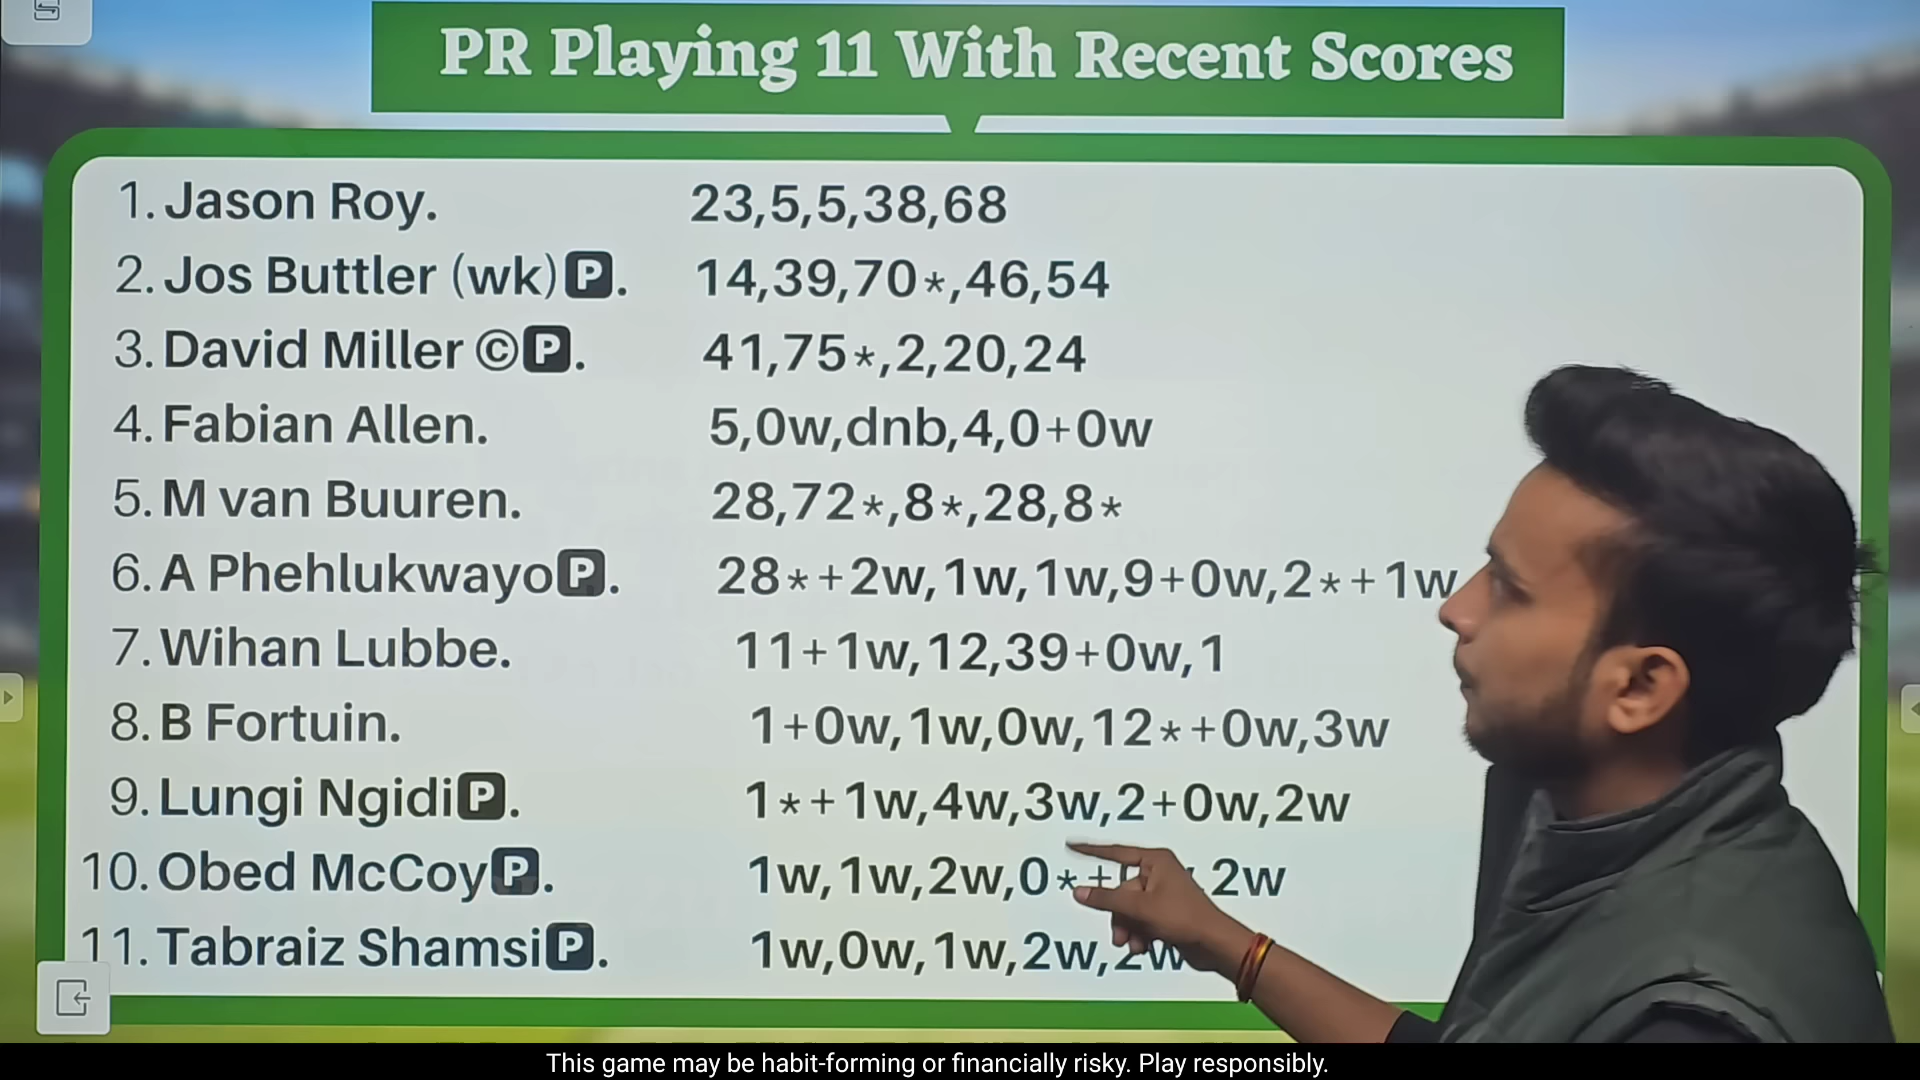 PR Playing 11 With Recent Scores
1. Jason Roy. 23,5,5,38,68
2. Jos Buttler (wk)🅿. 14,39,70*,46,54
3. David Miller ©🅿. 41,75*,2,20,24
4. Fabian Allen. 5,0w,dnb,4,0+0w
5. M van Buuren. 28,72*,8*,28,8*
6. A Phehlukwayo🅿. 28*+2w,1w,1w,9+0w,2*+1w
7. Wihan Lubbe. 11+1w,12,39+0w,1
8. B Fortuin. 1+0w,1w,0w,12*+0w,3w
9. Lungi Ngidi🅿. 1*+1w,4w,3w,2+0w,2w
10. Obed McCoy🅿. 1w,1w,2w,0*+ 2w
11. Tabraiz Shamsi🅿. 1w,0w,1w,2w,2w
This game may be habit-forming or financially risky. Play responsibly.